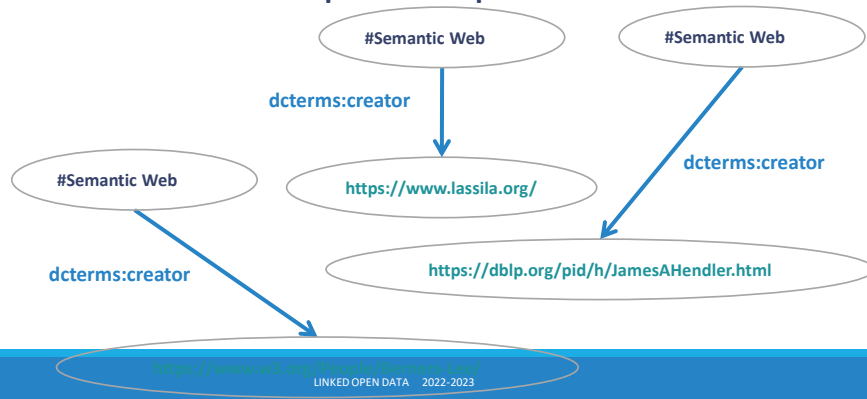 #Semantic Web
#Semantic Web
dcterms:creator
dcterms:creator
#Semantic Web
https://www.lassila.org/
https://dblp.org/pid/h/JamesAHendler.html
dcterms:creator
LINKED OPEN DATA 2022-2023